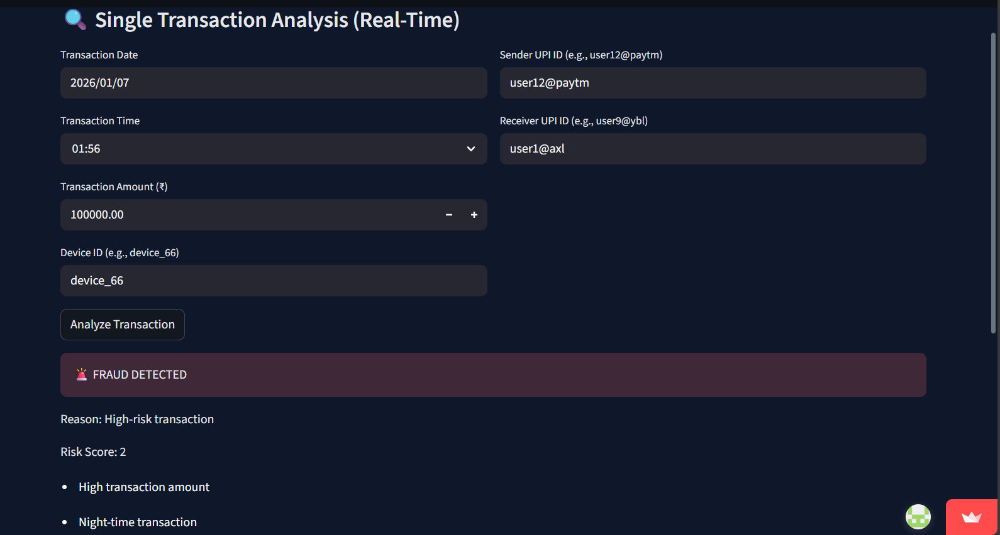 Single Transaction Analysis (Real-Time)
Transaction Date
2026/01/07
Transaction Time
01:56
Transaction Amount (₹)
100000.00
Device ID (e.g., device_66)
device_66
Sender UPI ID (e.g., user12@paytm)
user12@paytm
Receiver UPI ID (e.g., user9@ybl)
user1@axl
Analyze Transaction
FRAUD DETECTED
Reason: High-risk transaction
Risk Score: 2
• High transaction amount
• Night-time transaction